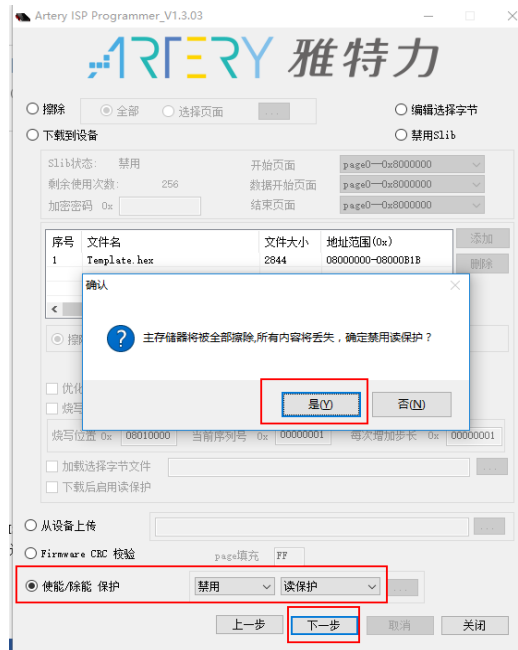 Artery ISP Programmer_V1.3.03
ARTERY 雅特力
擦除 全部 选择页面 ... 编辑选择字节
下载到设备 禁用Slib
Slib状态: 禁用 开始页面 page0—0x8000000
剩余使用次数: 256 数据开始页面 page0—0x8000000
加密密码 0x 结束页面 page0—0x8000000
序号 文件名 文件大小 地址范围(0x) 添加
1 Template.hex 2844 08000000-08000B1B 删除
确认
主存储器将被全部擦除,所有内容将丢失，确定禁用读保护？
是(Y) 否(N)
擦
优化
烧写
烧写位置 0x 08010000 当前序列号 0x 00000001 每次增加步长 0x 00000001
加载选择字节文件 ...
下载后启用读保护
从设备上传 ...
Firmware CRC 校验 page填充 FF
使能/除能 保护 禁用 读保护 ...
上一步 下一步 取消 关闭